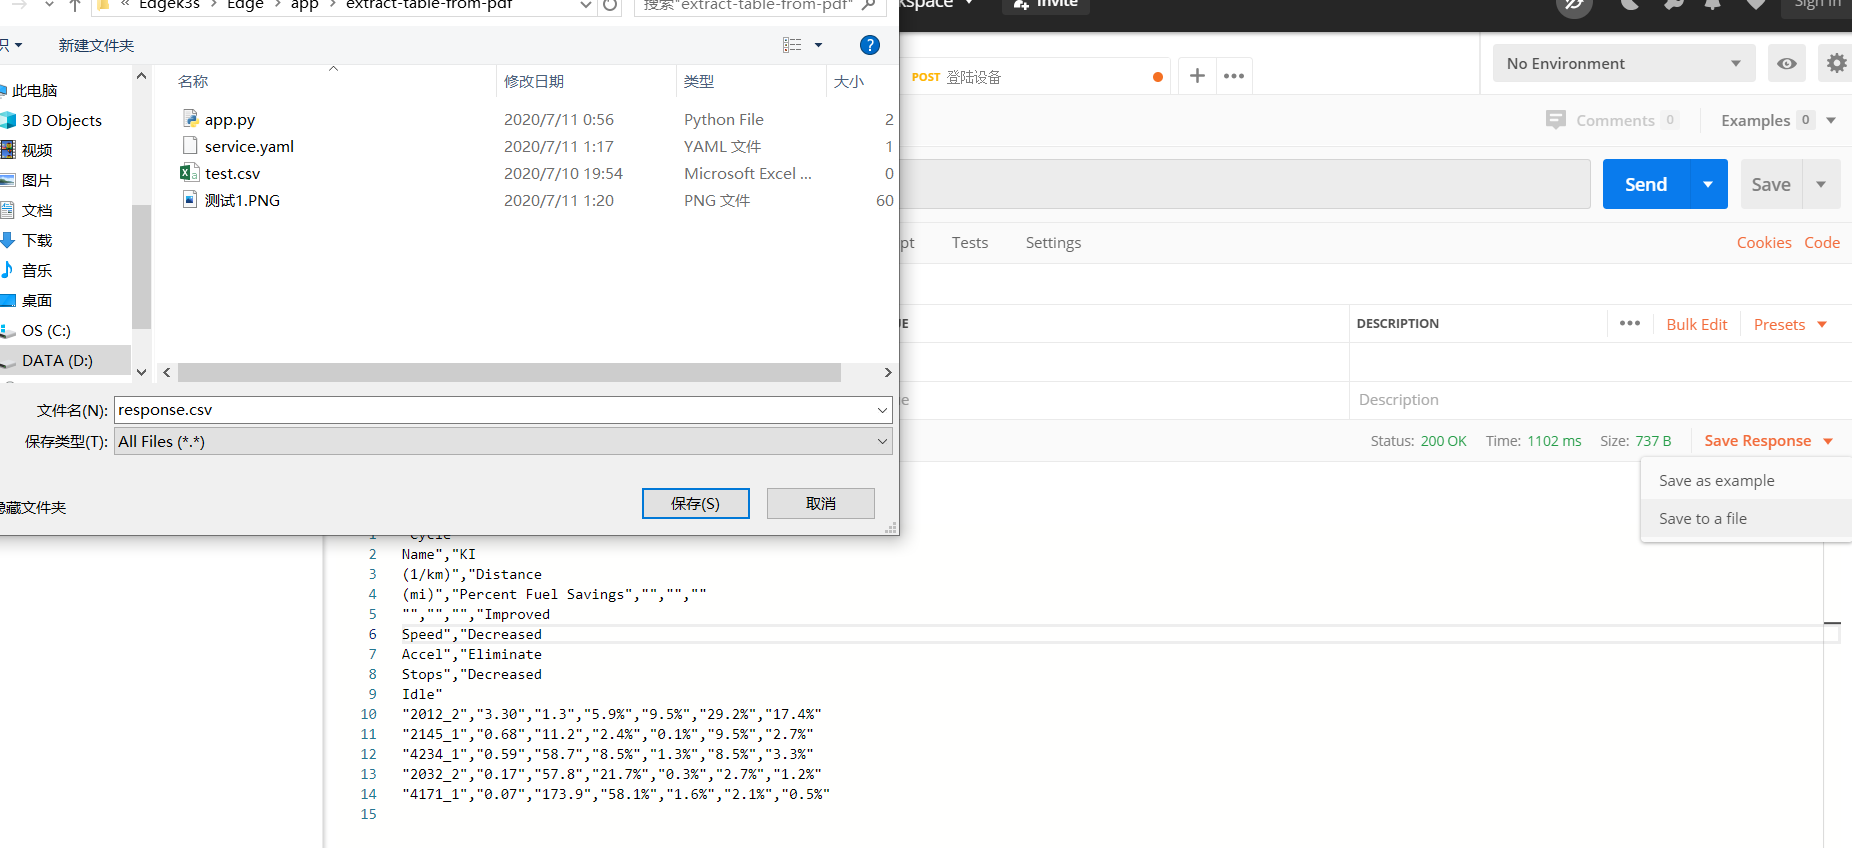 « Edgek3s › Edge › app › extract-table-from-pdf
搜索"extract-table-from-pdf"
新建文件夹
此电脑
3D Objects
视频
图片
文档
下载
音乐
桌面
OS (C:)
DATA (D:)
名称 修改日期 类型 大小
app.py 2020/7/11 0:56 Python File 2
service.yaml 2020/7/11 1:17 YAML 文件 1
test.csv 2020/7/10 19:54 Microsoft Excel ... 0
测试1.PNG 2020/7/11 1:20 PNG 文件 60
文件名(N): response.csv
保存类型(T): All Files (*.*)
隐藏文件夹
保存(S) 取消
Invite
Sign In
POST 登陆设备
No Environment
Comments 0 Examples 0
Send Save
pt Tests Settings Cookies Code
UE DESCRIPTION ••• Bulk Edit Presets
Description
Status: 200 OK Time: 1102 ms Size: 737 B Save Response
Save as example
Save to a file
1 "Cycle
2 Name","KI
3 (1/km)","Distance
4 (mi)","Percent Fuel Savings","","",""
5 "","","","Improved
6 Speed","Decreased
7 Accel","Eliminate
8 Stops","Decreased
9 Idle"
10 "2012_2","3.30","1.3","5.9%","9.5%","29.2%","17.4%"
11 "2145_1","0.68","11.2","2.4%","0.1%","9.5%","2.7%"
12 "4234_1","0.59","58.7","8.5%","1.3%","8.5%","3.3%"
13 "2032_2","0.17","57.8","21.7%","0.3%","2.7%","1.2%"
14 "4171_1","0.07","173.9","58.1%","1.6%","2.1%","0.5%"
15